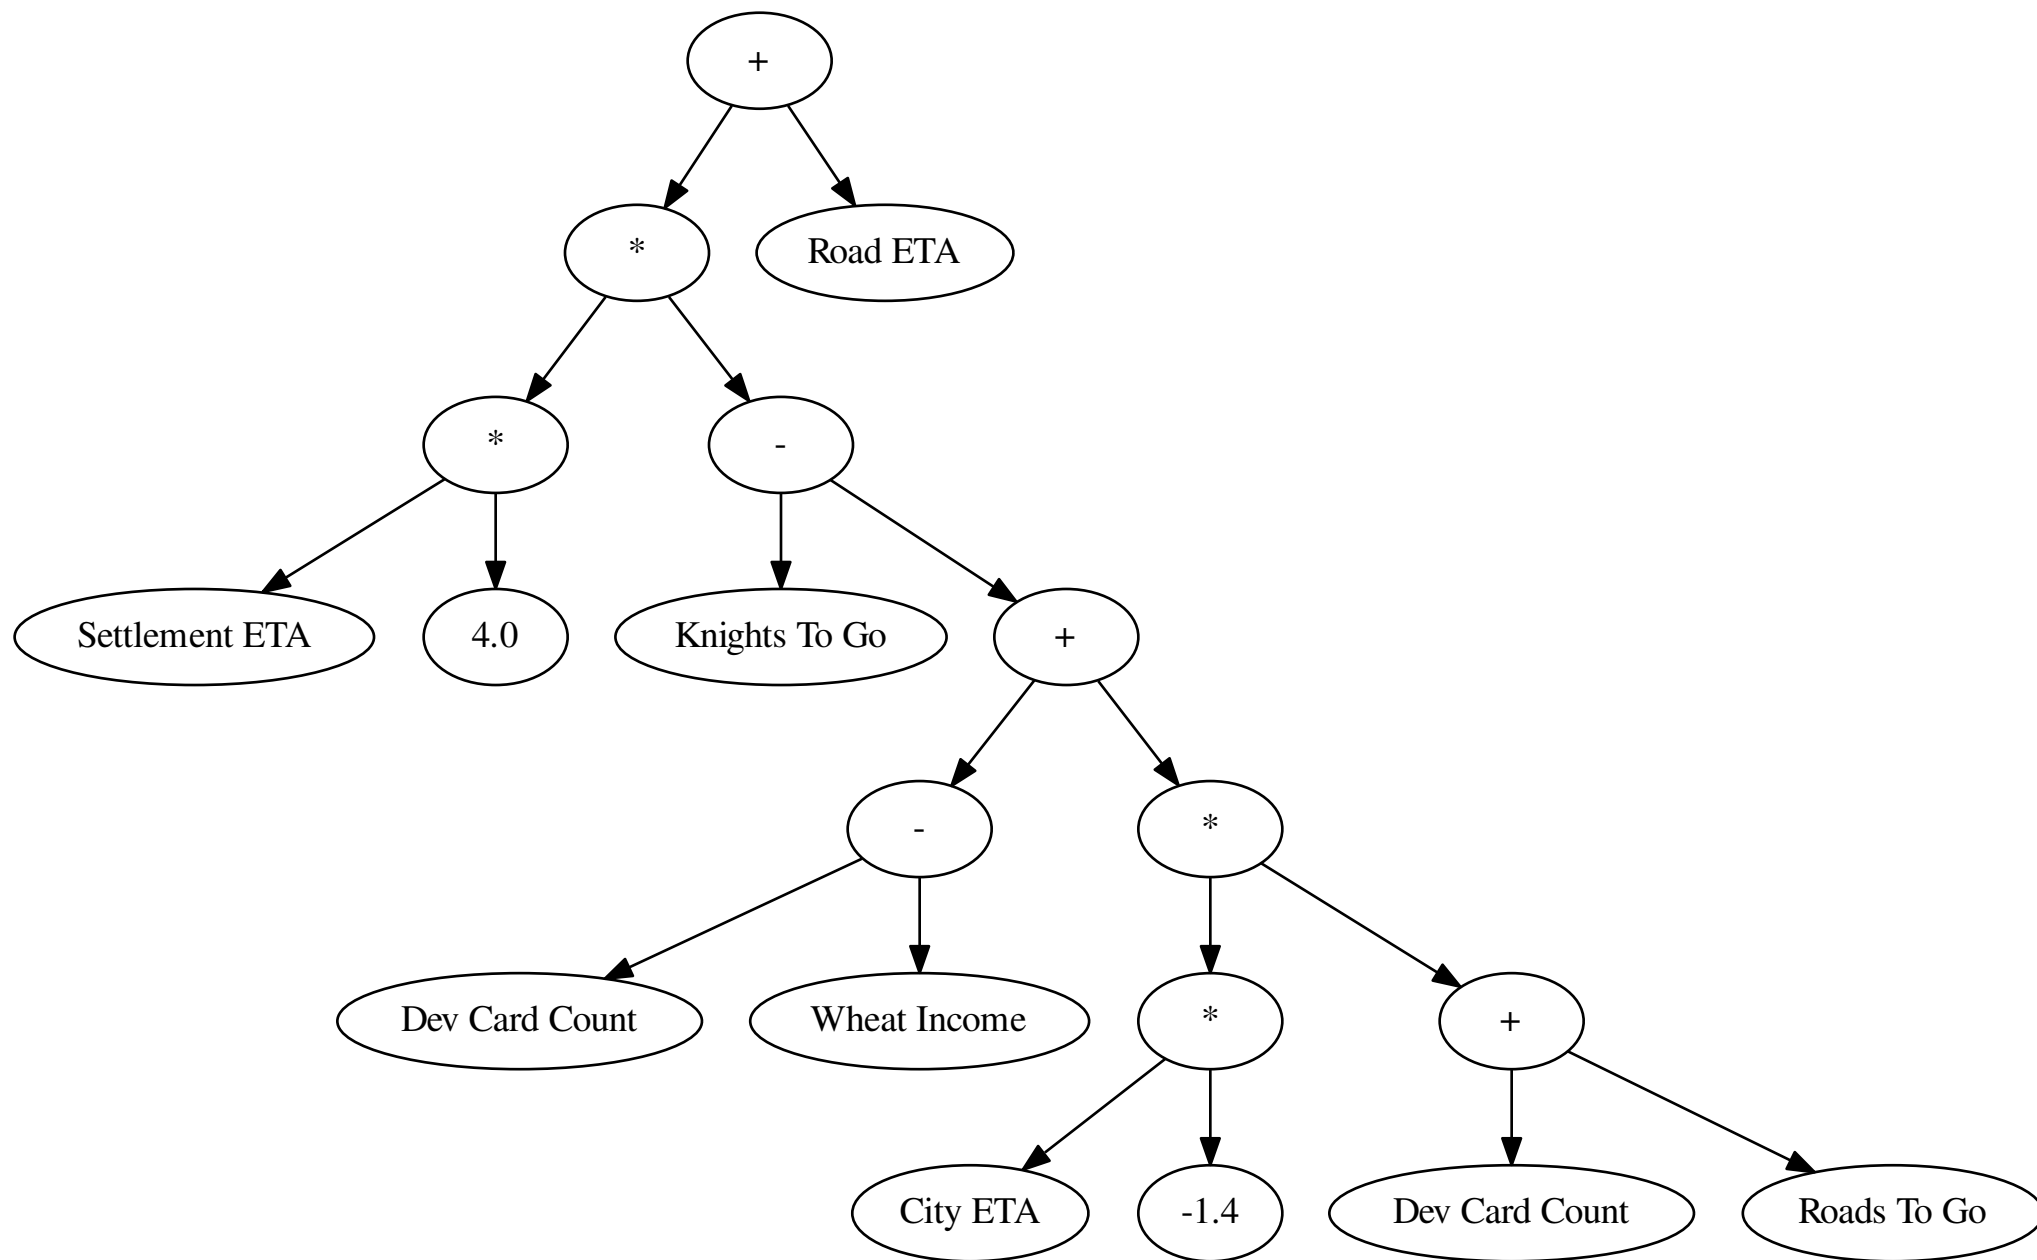 +
*
Road ETA
*
-
Settlement ETA
4.0
Knights To Go
+
-
*
Dev Card Count
Wheat Income
*
+
City ETA
-1.4
Dev Card Count
Roads To Go